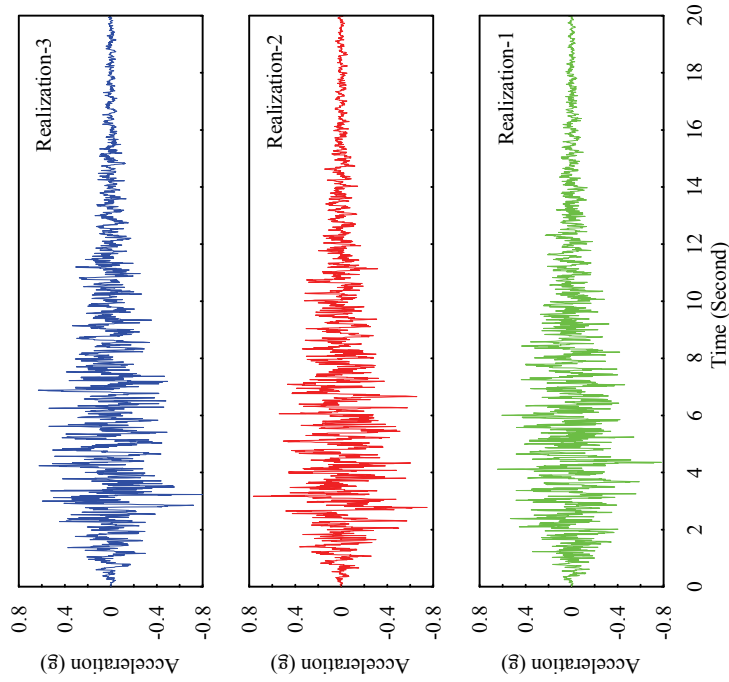 Acceleration (g)
0.8
0.4
0
-0.4
-0.8
Realization-3
Acceleration (g)
0.8
0.4
0
-0.4
-0.8
Realization-2
Acceleration (g)
0.8
0.4
0
-0.4
-0.8
Realization-1
0 2 4 6 8 10 12 14 16 18 20
Time (Second)